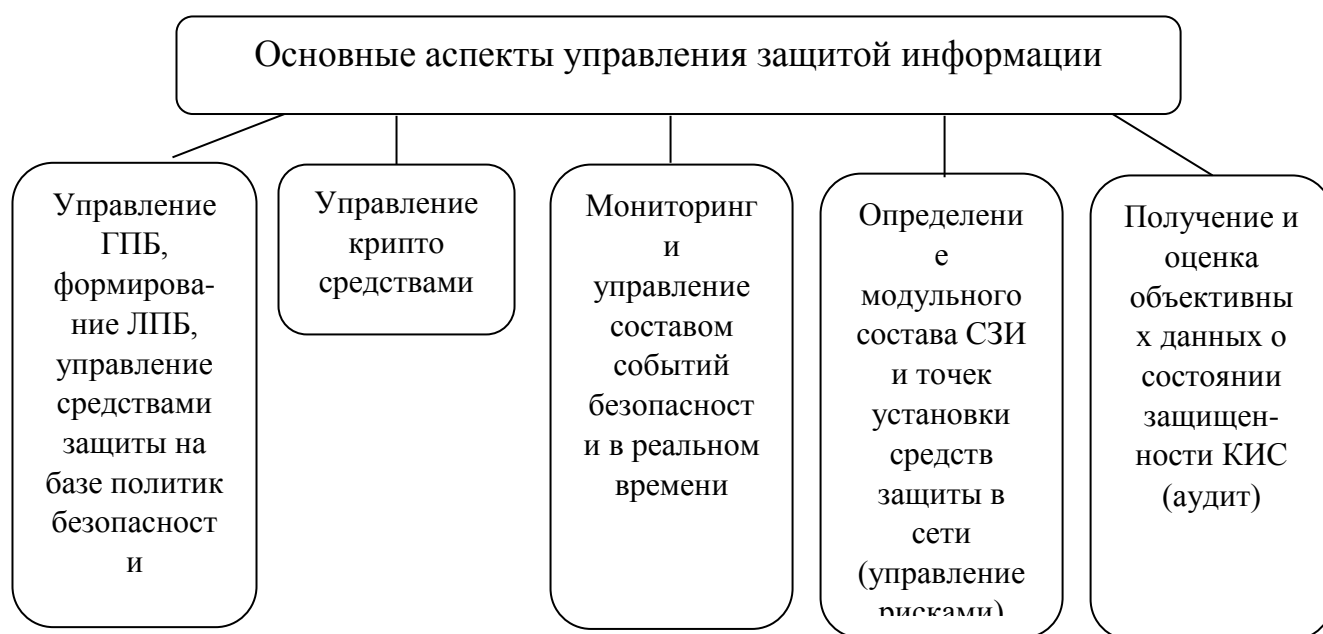 Основные аспекты управления защитой информации
Управление
ГПБ,
формирова-
ние ЛПБ,
управление
средствами
защиты на
базе политик
безопасност
и
Управление
крипто
средствами
Мониторинг
и
управление
составом
событий
безопасност
и в реальном
времени
Определени
е
модульного
состава СЗИ
и точек
установки
средств
защиты в
сети
(управление
рисками)
Получение и
оценка
объективны
х данных о
состоянии
защищен-
ности КИС
(аудит)